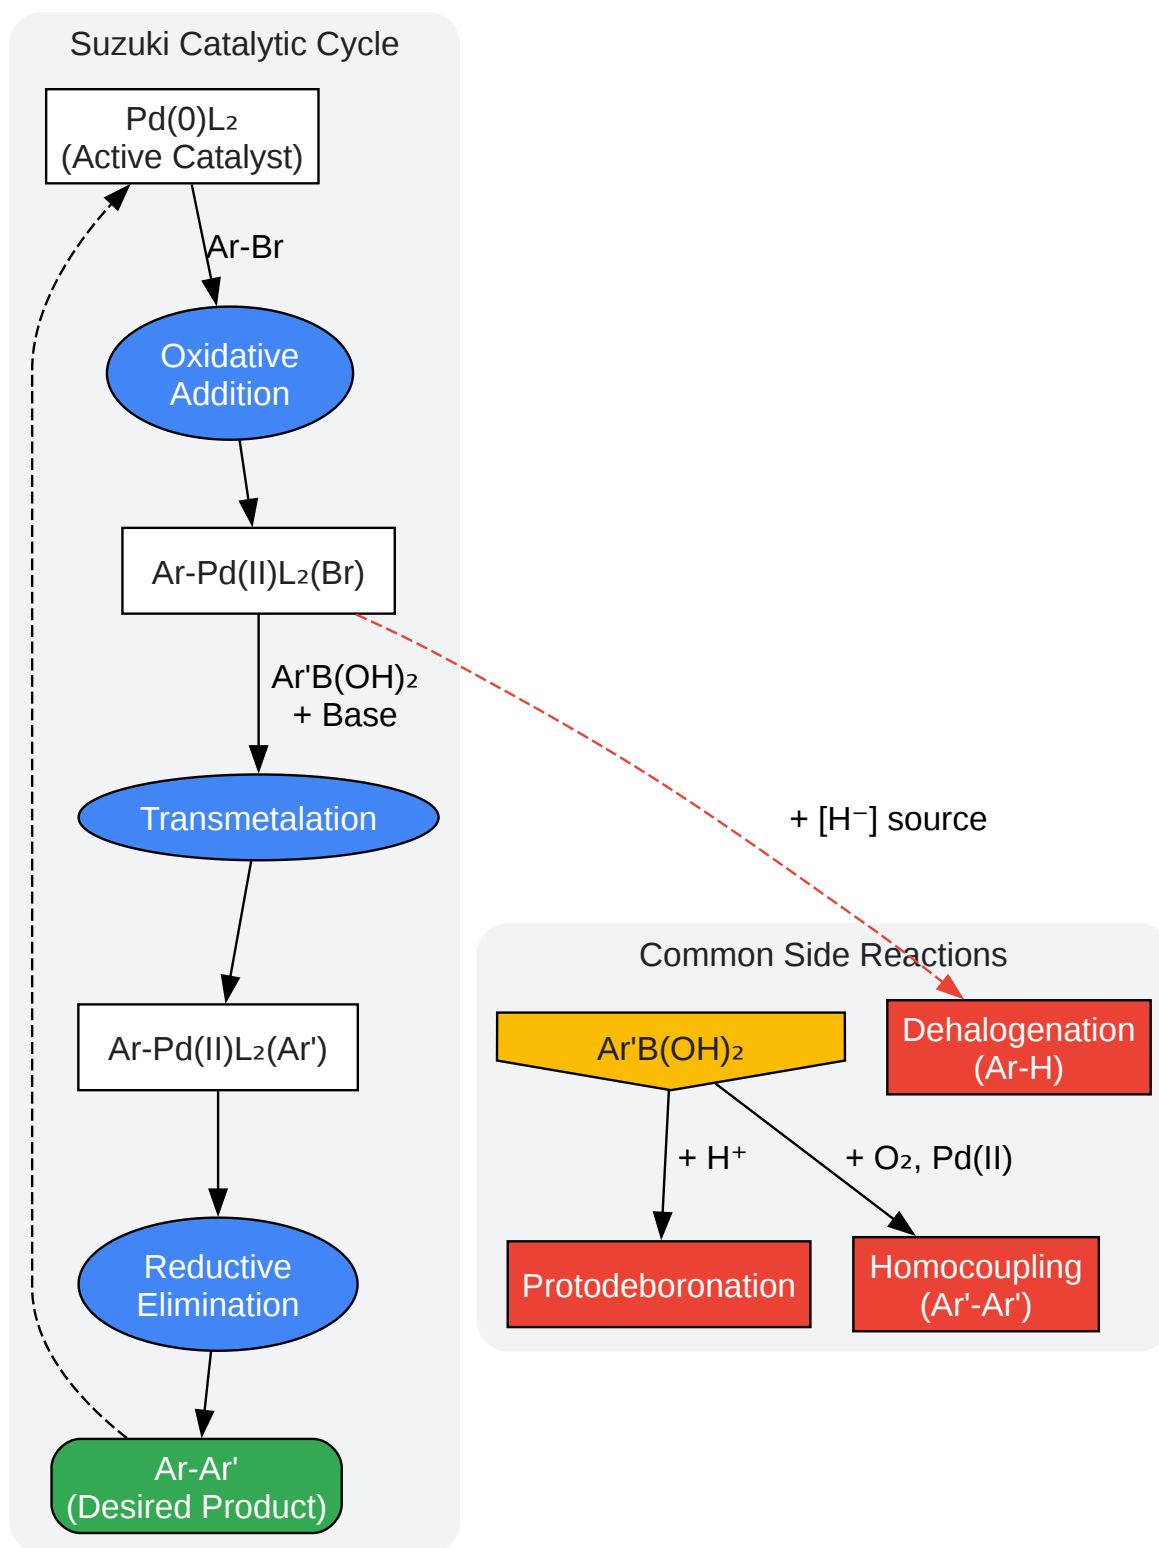 Suzuki Catalytic Cycle
Pd(0)L₂
(Active Catalyst)
Ar-Br
Oxidative
Addition
Ar-Pd(II)L₂(Br)
Ar'B(OH)₂
+ Base
Transmetalation
+ [H⁻] source
Ar-Pd(II)L₂(Ar')
Reductive
Elimination
Ar-Ar'
(Desired Product)
Common Side Reactions
Ar'B(OH)₂
Dehalogenation
(Ar-H)
+ H⁺
+ O₂, Pd(II)
Protodeboronation
Homocoupling
(Ar'-Ar')